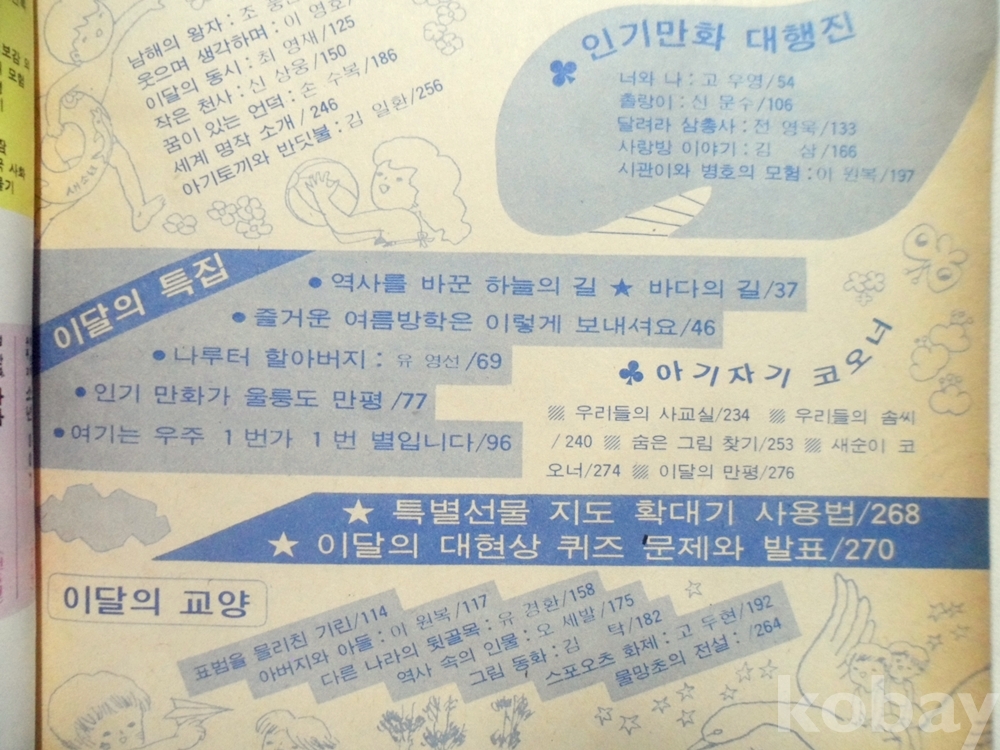 남해의 왕자 : 조
웃으며 생각하며 : 이 영호
이달의 동시 : 최 영재/125
작은 천사 : 신 상웅/150
꿈이 있는 언덕 : 손 수복/186
세계 명작 소개/246
아기토끼와 반딧불 : 김 일환/256
새소년
♣ 인기만화 대행진
너와 나 : 고 우영/54
출랑이 : 신 문수/106
달려라 삼총사 : 전 영욱/133
사랑방 이야기 : 김 삼/166
시관이와 병호의 모험 : 이 원복/197
이달의 특집
● 역사를 바꾼 하늘의 길 ★ 바다의 길/37
● 즐거운 여름방학은 이렇게 보내셔요/46
● 나루터 할아버지 : 유 영선/69
● 인기 만화가 울릉도 만평/77
● 여기는 우주 1번가 1번 별입니다/96
♣ 아기자기 코오너
▨ 우리들의 사교실/234 ▨ 우리들의 솜씨
/240 ▨ 숨은 그림 찾기/253 ▨ 새순이 코
오너/274 ▨ 이달의 만평/276
★ 특별선물 지도 확대기 사용법/268
★ 이달의 대현상 퀴즈 문제와 발표/270
이달의 교양
표범을 물리친 기린/114
아버지와 아들 : 이 원복/117
다른 나라의 뒷골목 : 유 경환/158
역사 속의 인물 : 오 세발/175
그림 동화 : 김 탁/182
스포오츠 화제 : 고 두현/192
물망초의 전설 : /264
kobay